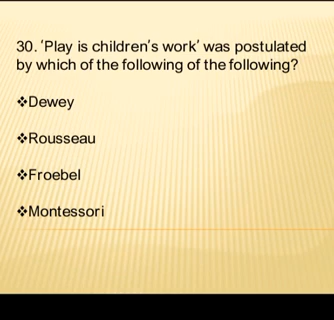 30. 'Play is children's work' was postulated
by which of the following of the following?
❖Dewey
❖Rousseau
❖Froebel
❖Montessori